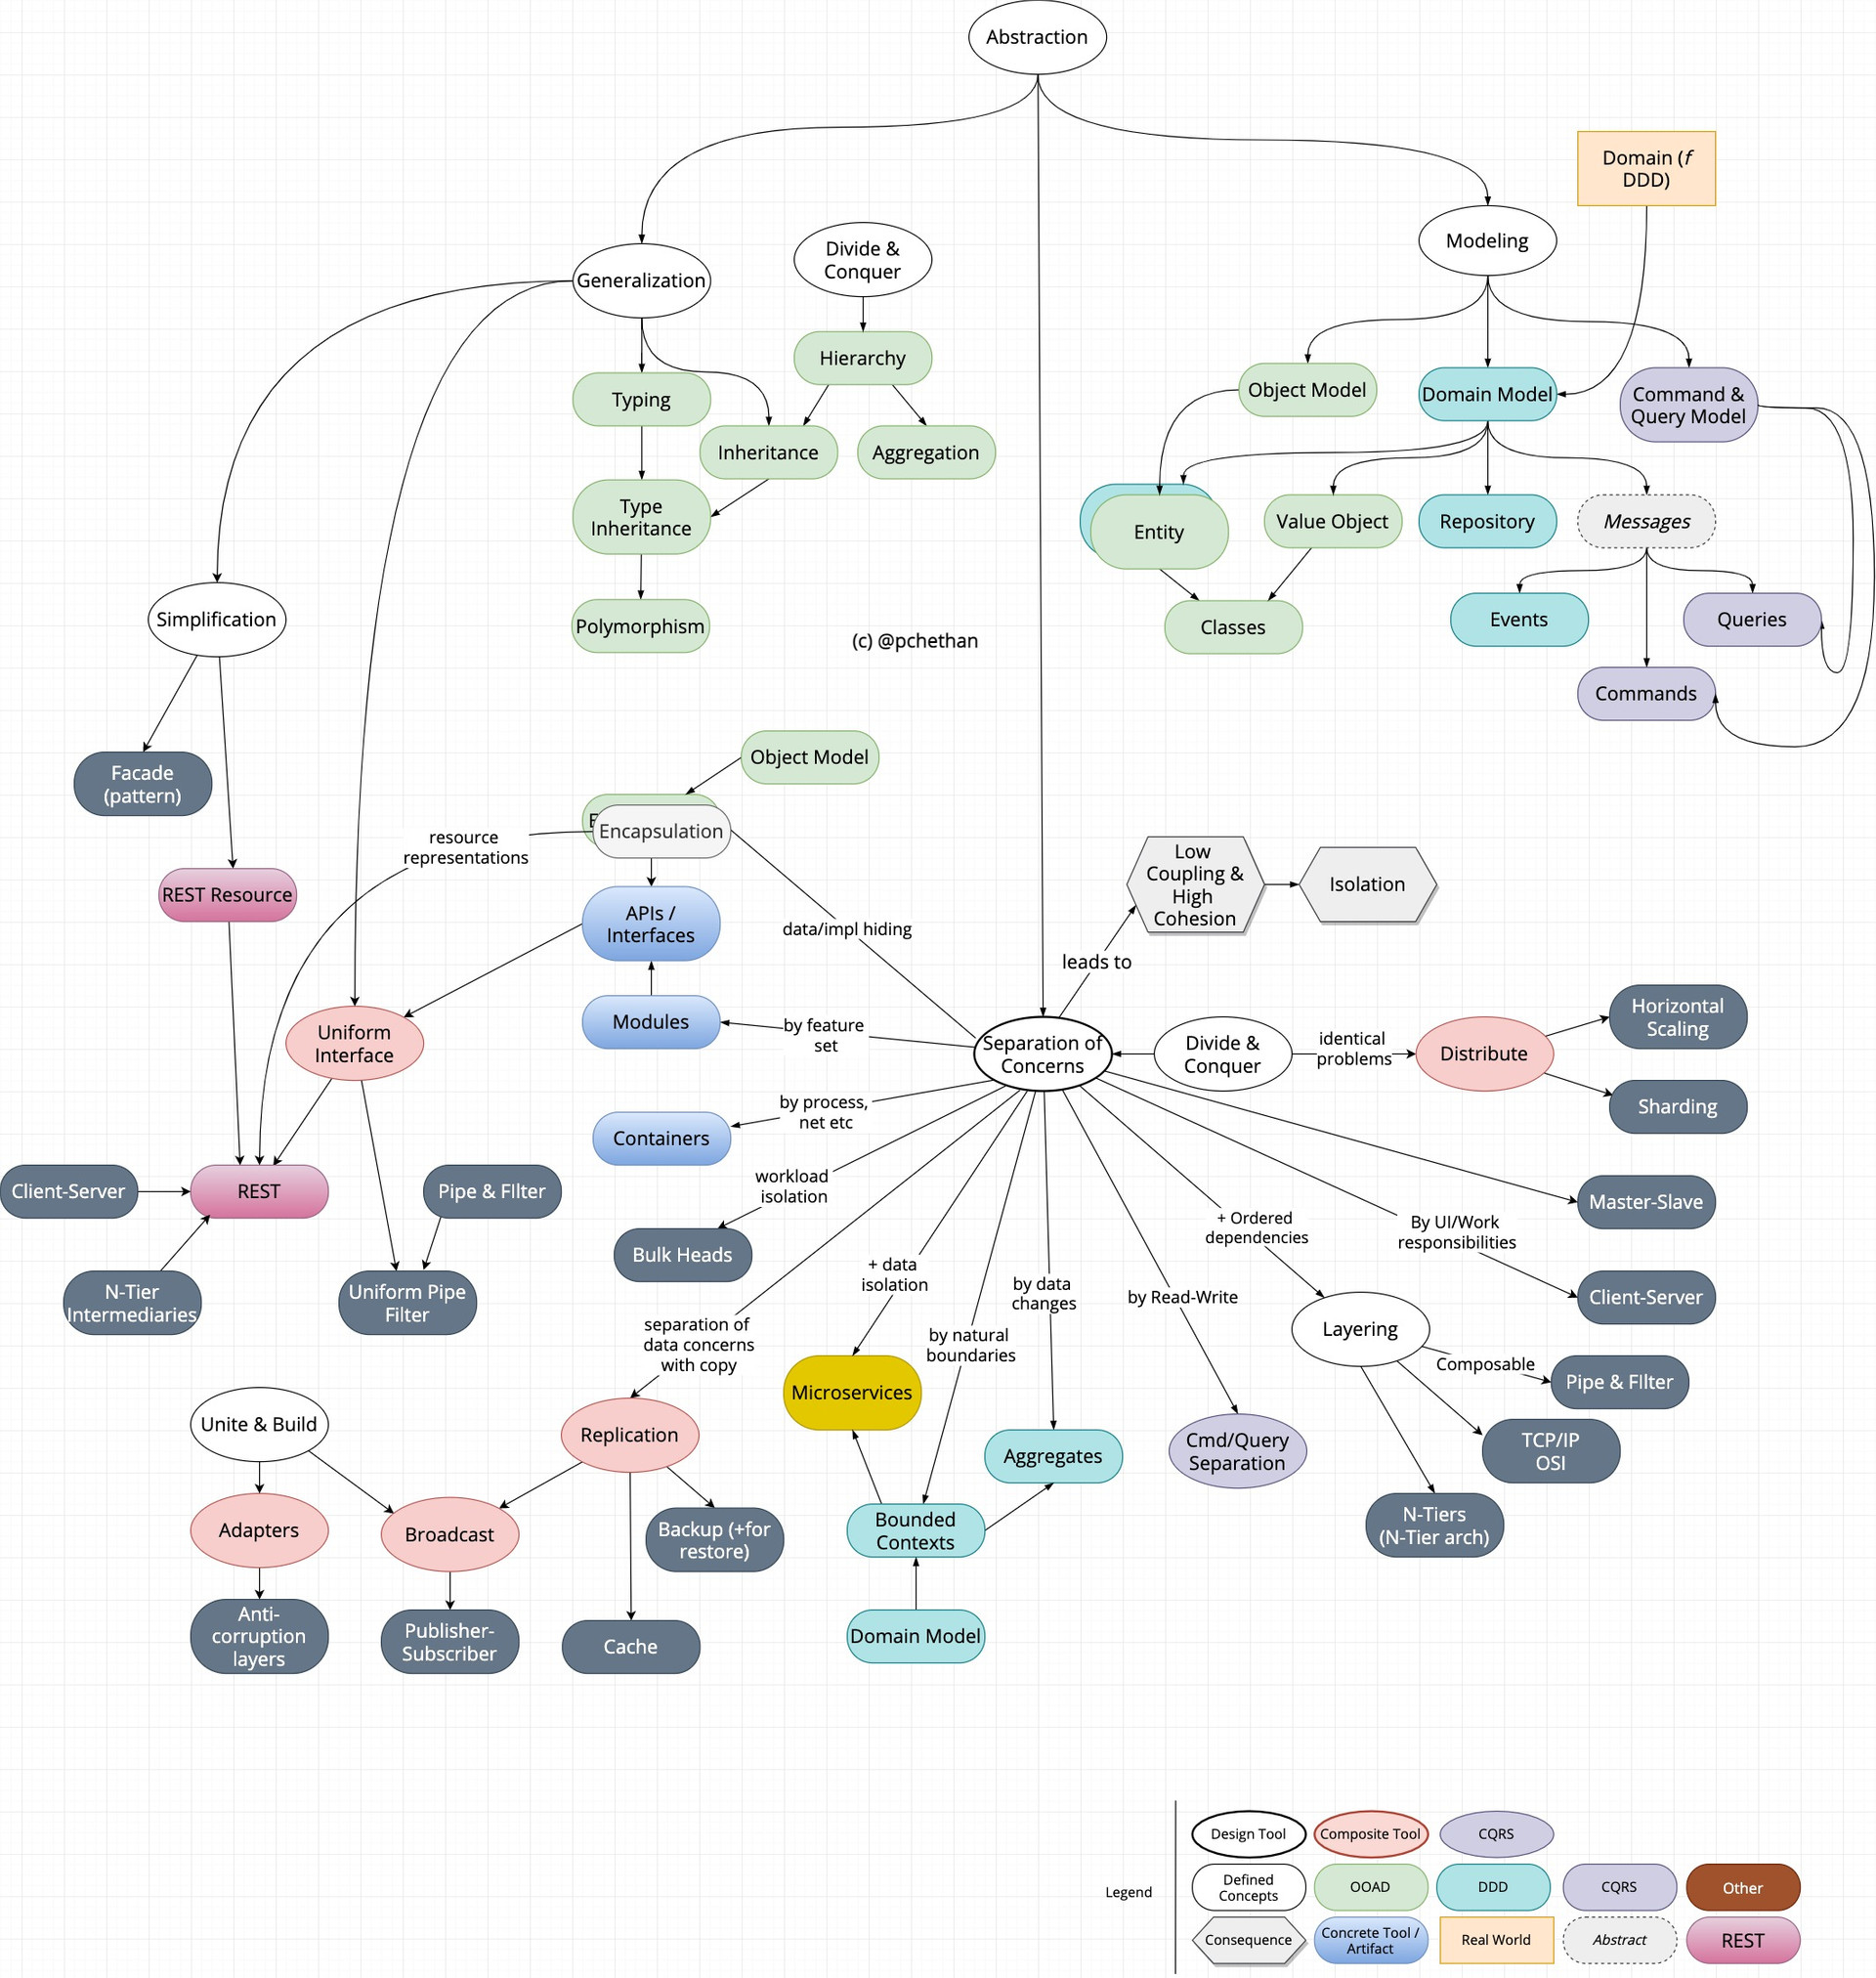 Abstraction
Domain (f
DDD)
Modeling
Divide &
Conquer
Generalization
Hierarchy
Typing
Object Model
Domain Model
Command &
Query Model
Inheritance
Aggregation
Type
Inheritance
Entity
Value Object
Repository
Messages
Simplification
Polymorphism
(c) @pchethan
Classes
Events
Queries
Commands
Facade
(pattern)
Object Model
E
Encapsulation
resource
representations
REST Resource
APIs /
Interfaces
data/impl hiding
Low
Coupling &
High
Cohesion
Isolation
leads to
Uniform
Interface
Modules
by feature
set
Separation of
Concerns
Divide &
Conquer
identical
problems
Distribute
Horizontal
Scaling
Sharding
Containers
by process,
net etc
Client-Server
REST
Pipe & FIlter
workload
isolation
Master-Slave
+ Ordered
dependencies
By UI/Work
responsibilities
Bulk Heads
N-Tier
Intermediaries
Uniform Pipe
Filter
+ data
isolation
by data
changes
by Read-Write
Client-Server
separation of
data concerns
with copy
by natural
boundaries
Layering
Composable
Microservices
Pipe & FIlter
Unite & Build
Replication
Aggregates
Cmd/Query
Separation
TCP/IP
OSI
Adapters
Broadcast
Backup (+for
restore)
Bounded
Contexts
N-Tiers
(N-Tier arch)
Anti-
corruption
layers
Publisher-
Subscriber
Cache
Domain Model
Legend
Design Tool
Composite Tool
CQRS
Defined
Concepts
OOAD
DDD
CQRS
Other
Consequence
Concrete Tool /
Artifact
Real World
Abstract
REST